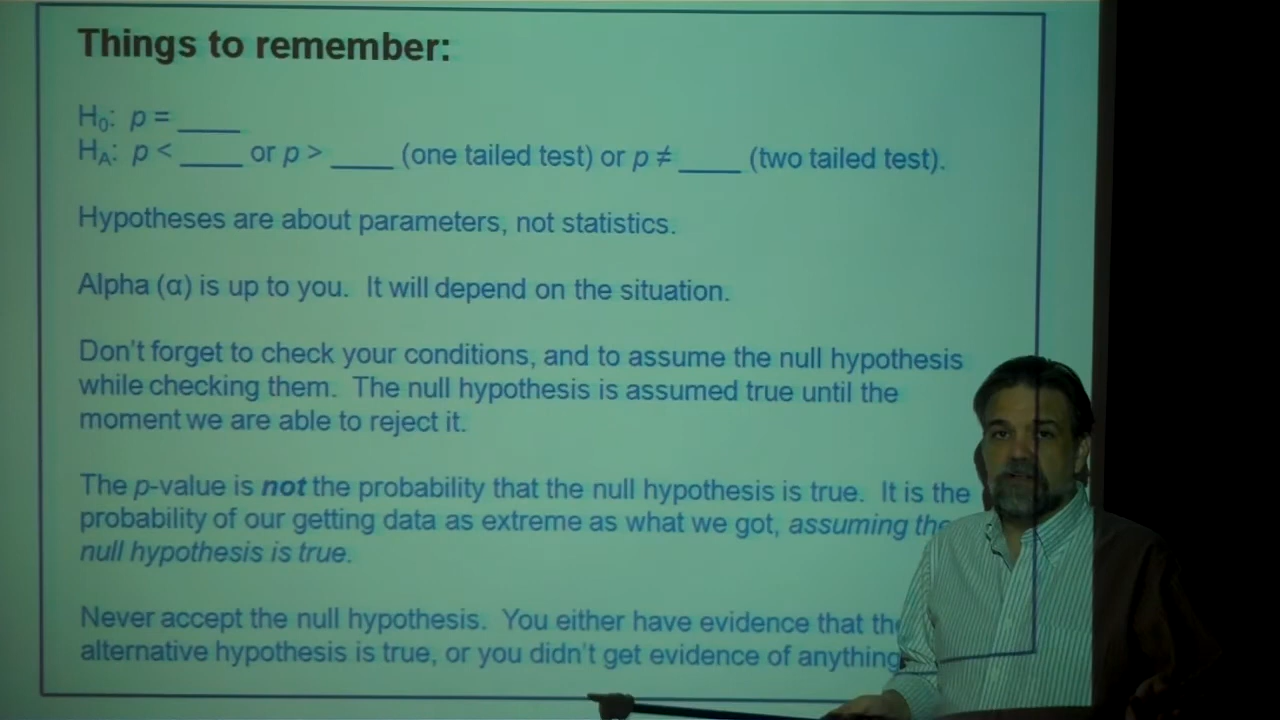 Things to remember:
H₀: p = ____
Hₐ: p < ____ or p > ____ (one tailed test) or p ≠ ____ (two tailed test).
Hypotheses are about parameters, not statistics.
Alpha (α) is up to you. It will depend on the situation.
Don't forget to check your conditions, and to assume the null hypothesis
while checking them. The null hypothesis is assumed true until the
moment we are able to reject it.
The p-value is not the probability that the null hypothesis is true. It is the
probability of our getting data as extreme as what we got, assuming the
null hypothesis is true.
Never accept the null hypothesis. You either have evidence that the
alternative hypothesis is true, or you didn't get evidence of anything